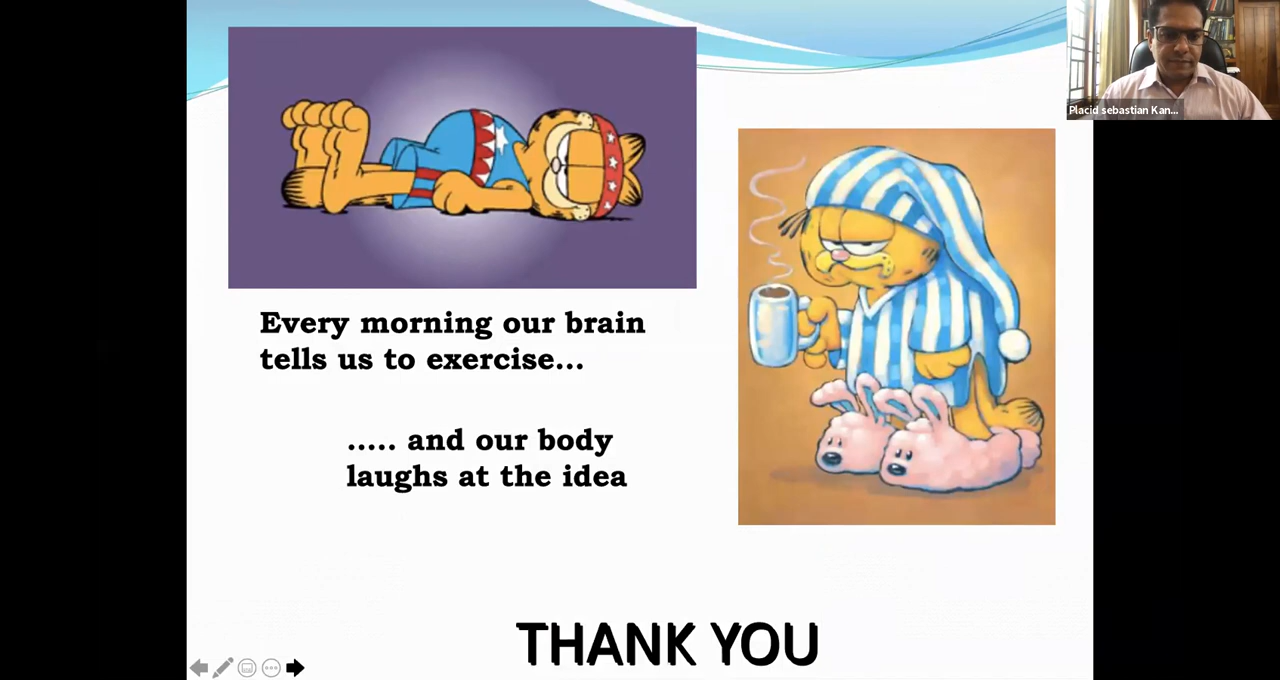 Placid sebastian Kan...
Every morning our brain
tells us to exercise...
..... and our body
laughs at the idea
THANK YOU